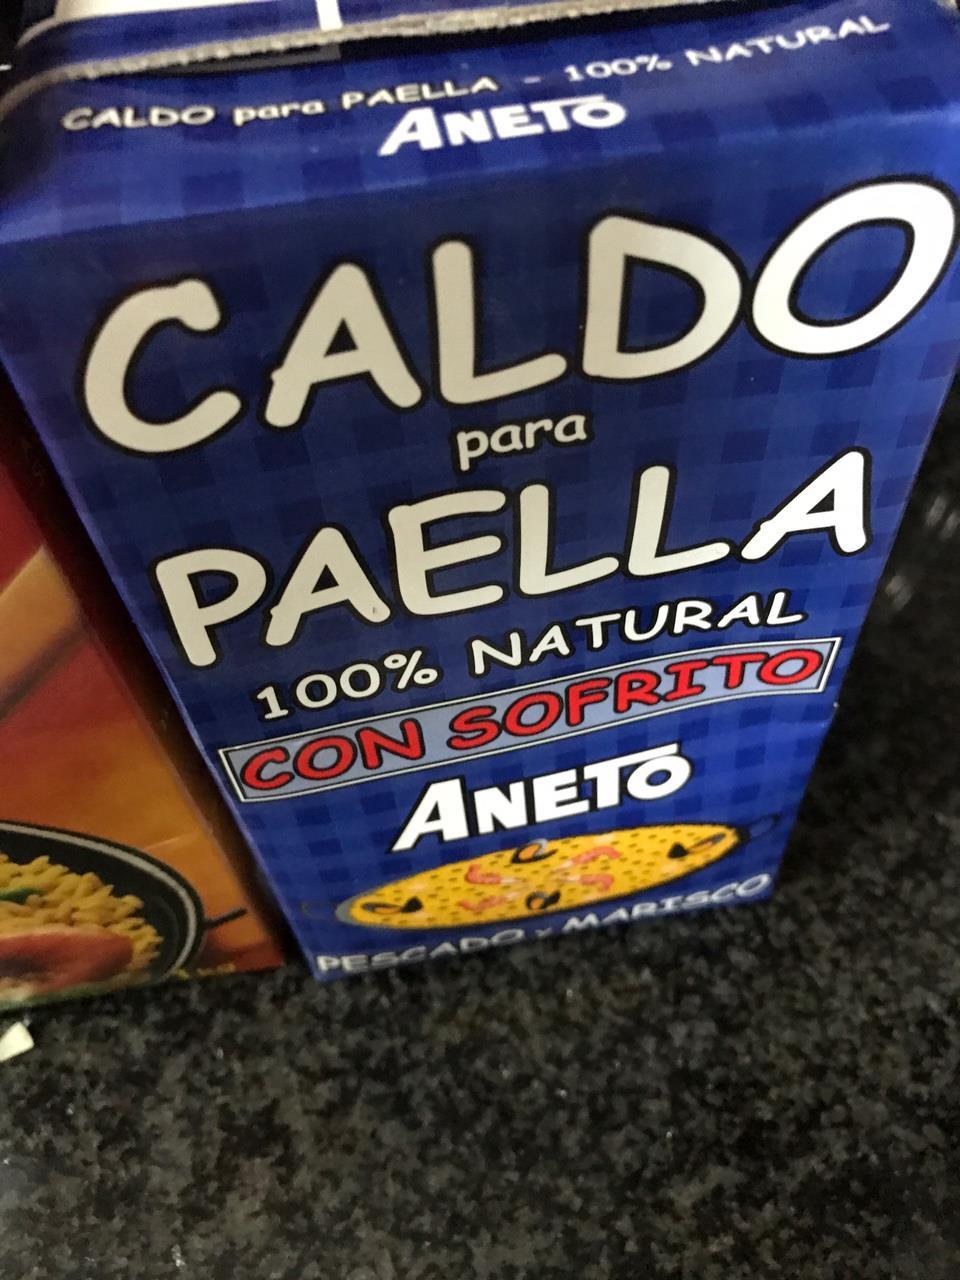 CALDO para PAELLA - 100% NATURAL
ANETO
CALDO
para
PAELLA
100% NATURAL
CON SOFRITO
ANETO
PESCADO y MARISCO